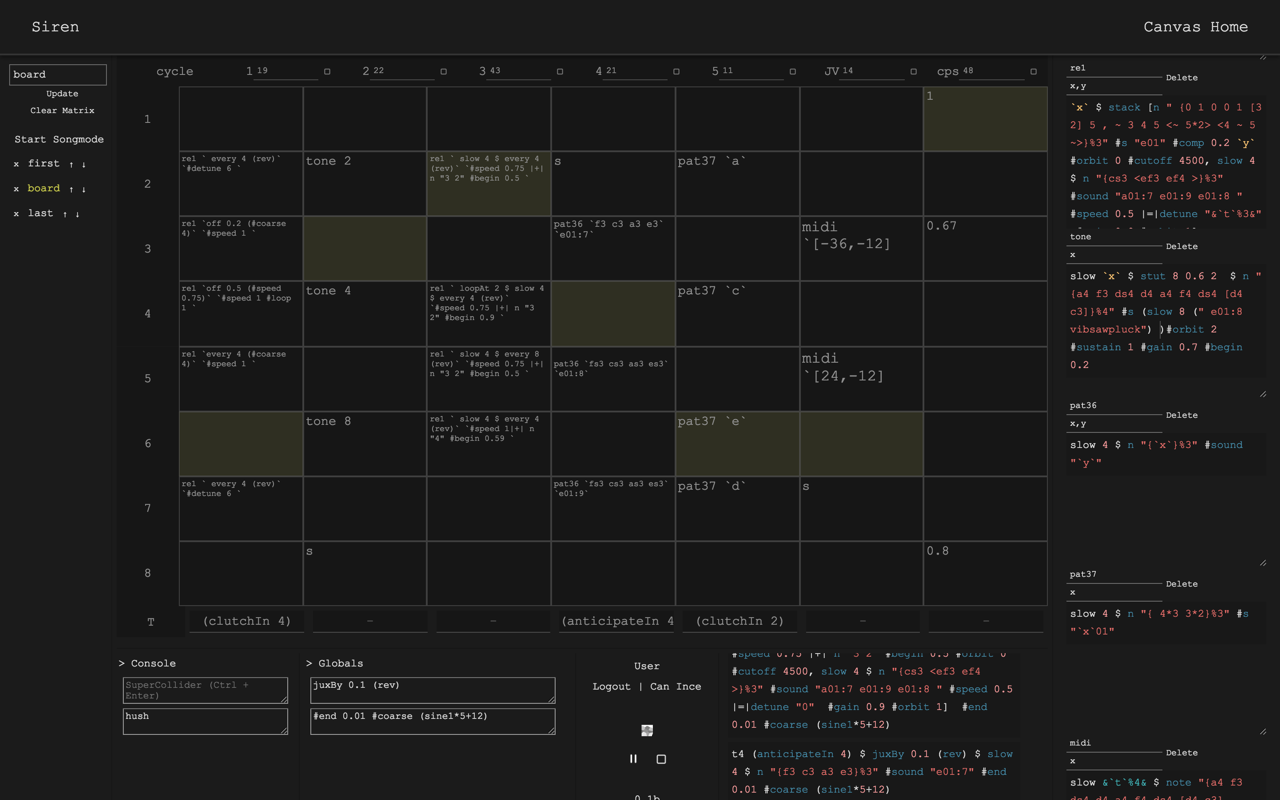 Siren
Canvas Home
board
Update
Clear Matrix
Start Songmode
x first ↑ ↓
x board ↑ ↓
x last ↑ ↓
cycle 1 19 2 22 3 43 4 21 5 11 JV 14 cps 48
1
1
2
re1 ` every 4 (rev)`
`#detune 6 `
tone 2
re1 ` slow 4 $ every 4
(rev)` `#speed 0.75 |+|
n "3 2" #begin 0.5 `
s
pat37 `a`
3
re1 `off 0.2 (#coarse
4)` `#speed 1 `
pat36 `f3 c3 a3 e3`
`e01:7`
midi
`[-36,-12]
0.67
4
re1 `off 0.5 (#speed
0.75)` `#speed 1 #loop
1 `
tone 4
re1 ` loopAt 2 $ slow 4
$ every 4 (rev)`
`#speed 0.75 |+| n "3
2" #begin 0.9 `
pat37 `c`
5
re1 `every 4 (#coarse
4)` `#speed 1 `
re1 ` slow 4 $ every 8
(rev)` `#speed 0.75 |+|
n "3 2" #begin 0.5 `
pat36 `fs3 cs3 as3 es3`
`e01:8`
midi
`[24,-12]
6
tone 8
re1 ` slow 4 $ every 4
(rev)` `#speed 1|+| n
"4" #begin 0.59 `
pat37 `e`
7
re1 ` every 4 (rev)`
`#detune 6 `
pat36 `fs3 cs3 as3 es3`
`e01:9`
pat37 `d`
s
8
s
0.8
T (clutchIn 4) – – (anticipateIn 4 (clutchIn 2) – –
> Console
SuperCollider (Ctrl +
Enter)
hush
> Globals
juxBy 0.1 (rev)
#end 0.01 #coarse (sine1*5+12)
User
Logout | Can Ince
#speed 0.75 |+| n "3 2" #begin 0.5 #orbit 0
#cutoff 4500, slow 4 $ n "{cs3 <ef3 ef4
>}%3" #sound "a01:7 e01:9 e01:8 " #speed 0.5
|=|detune "0" #gain 0.9 #orbit 1] #end
0.01 #coarse (sine1*5+12)
t4 (anticipateIn 4) $ juxBy 0.1 (rev) $ slow
4 $ n "{f3 c3 a3 e3}%3" #sound "e01:7" #end
0.01 #coarse (sine1*5+12)
re1
Delete
x,y
`x` $ stack [n " {0 1 0 0 1 [3
2] 5 , ~ 3 4 5 <~ 5*2> <4 ~ 5
~>}%3" #s "e01" #comp 0.2 `y`
#orbit 0 #cutoff 4500, slow 4
$ n "{cs3 <ef3 ef4 >}%3"
#sound "a01:7 e01:9 e01:8 "
#speed 0.5 |=|detune "&`t`%3&"
tone
Delete
x
slow `x` $ stut 8 0.6 2 $ n "
{a4 f3 ds4 d4 a4 f4 ds4 [d4
c3]}%4" #s (slow 8 (" e01:8
vibsawpluck") )#orbit 2
#sustain 1 #gain 0.7 #begin
0.2
pat36
Delete
x,y
slow 4 $ n "{`x`}%3" #sound
"`y`"
pat37
Delete
x
slow 4 $ n "{ 4*3 3*2}%3" #s
"`x`01"
midi
Delete
x
slow &`t`%4& $ note "{a4 f3